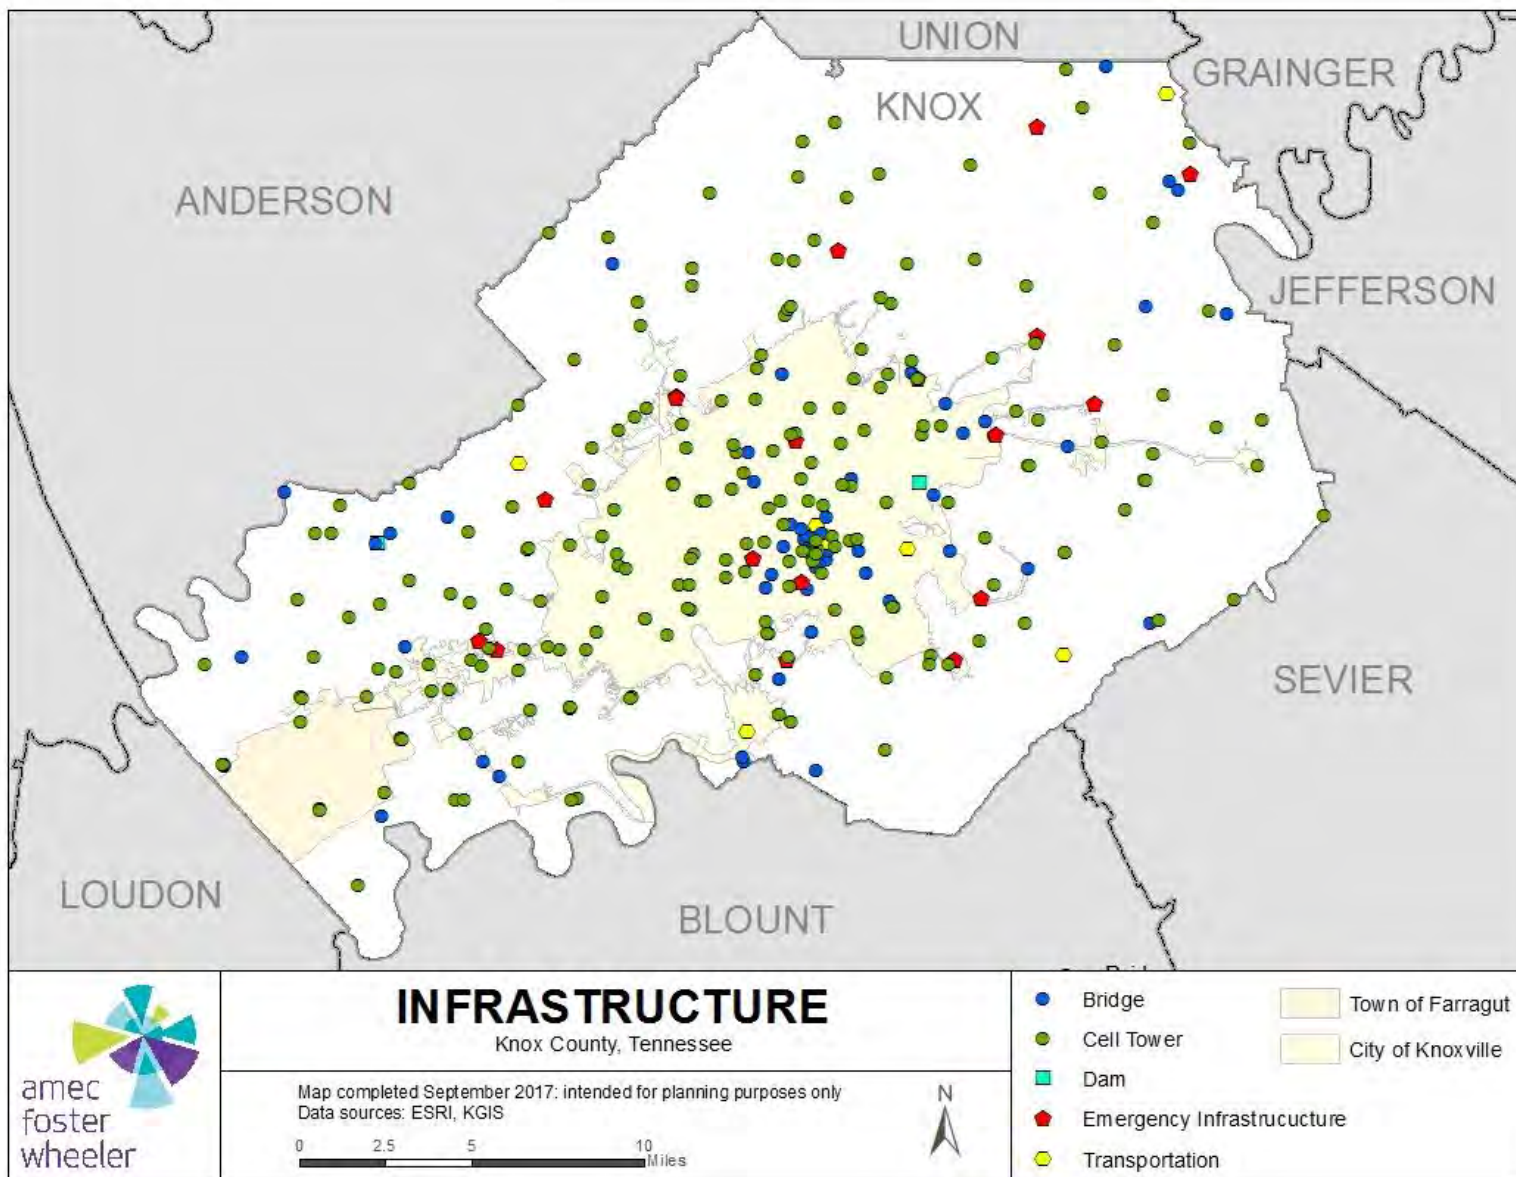 UNION
GRAINGER
KNOX
ANDERSON
JEFFERSON
SEVIER
LOUDON
BLOUNT
amec
foster
wheeler
INFRASTRUCTURE
Knox County, Tennessee
Map completed September 2017: intended for planning purposes only
Data sources: ESRI, KGIS
0 2.5 5 10
Miles
N
Bridge
Cell Tower
Dam
Emergency Infrastrucucture
Transportation
Town of Farragut
City of Knoxville